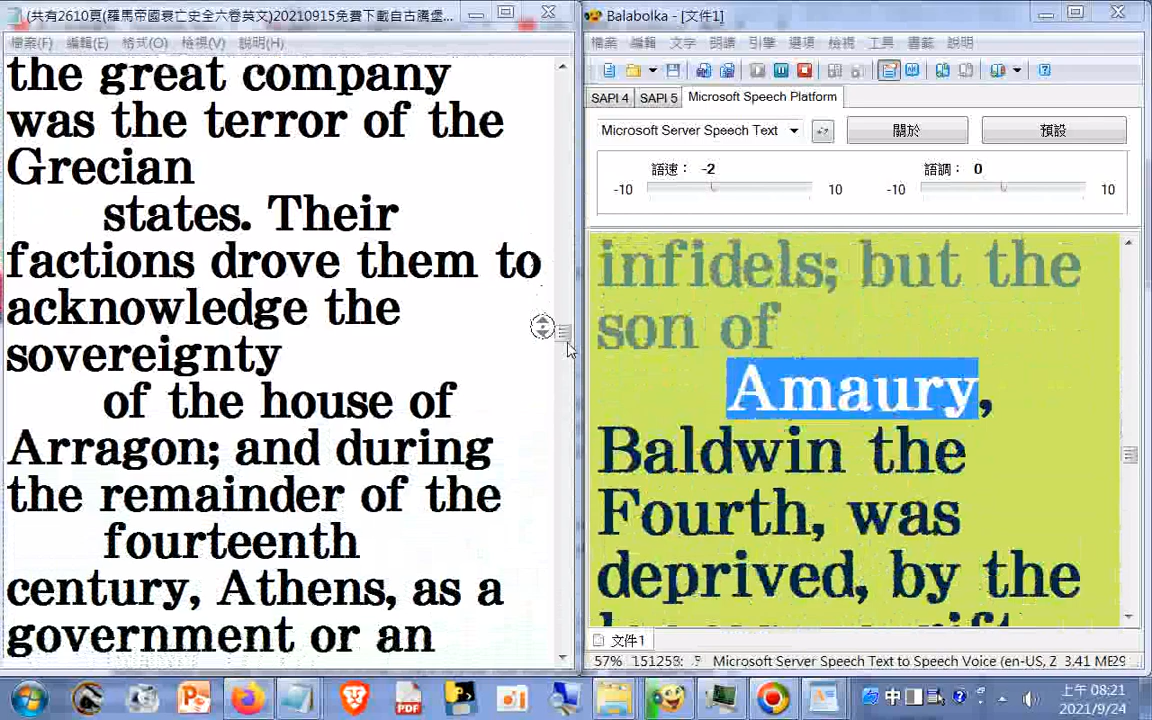 (共有2610頁(羅馬帝國衰亡史全六卷英文)20210915免費下載自古騰堡...
檔案(F) 編輯(E) 格式(O) 檢視(V) 說明(H)
the great company
was the terror of the
Grecian
states. Their
factions drove them to
acknowledge the
sovereignty
of the house of
Arragon; and during
the remainder of the
fourteenth
century, Athens, as a
government or an
Balabolka - [文件1]
檔案 編輯 文字 朗讀 引擎 選項 檢視 工具 書籤 說明
SAPI 4 SAPI 5 Microsoft Speech Platform
Microsoft Server Speech Text 關於 預設
語速： -2 語調： 0
-10 10 -10 10
infidels; but the
son of
Amaury,
Baldwin the
Fourth, was
deprived, by the
文件1
57% 151258: Microsoft Server Speech Text to Speech Voice (en-US, Z 3.41 ME29
中
上午 08:21
2021/9/24